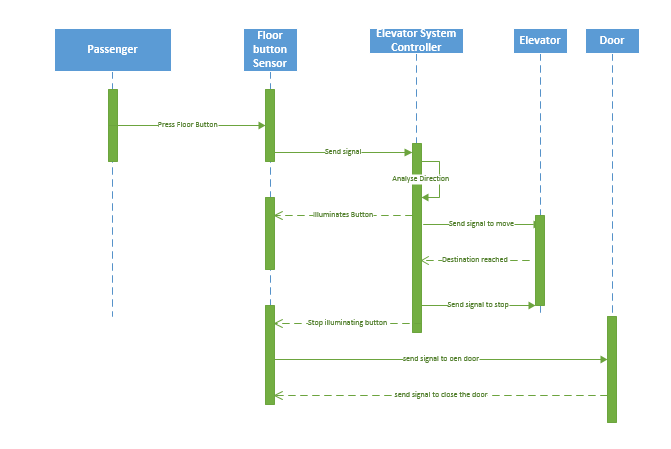 Passenger
Floor
button
Sensor
Elevator System
Controller
Elevator
Door
Press Floor Button
Send signal
Analyse Direction
Illuminates Button
Send signal to move
Destination reached
Send signal to stop
Stop illuminating button
send signal to oen door
send signal to close the door